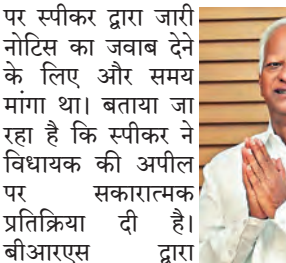 पर स्पीकर द्वारा जारी
नोटिस का जवाब देने
के लिए और समय
मांगा था। बताया जा
रहा है कि स्पीकर ने
विधायक की अपील
पर सकारात्मक
प्रतिक्रिया दी है।
बीआरएस द्वारा